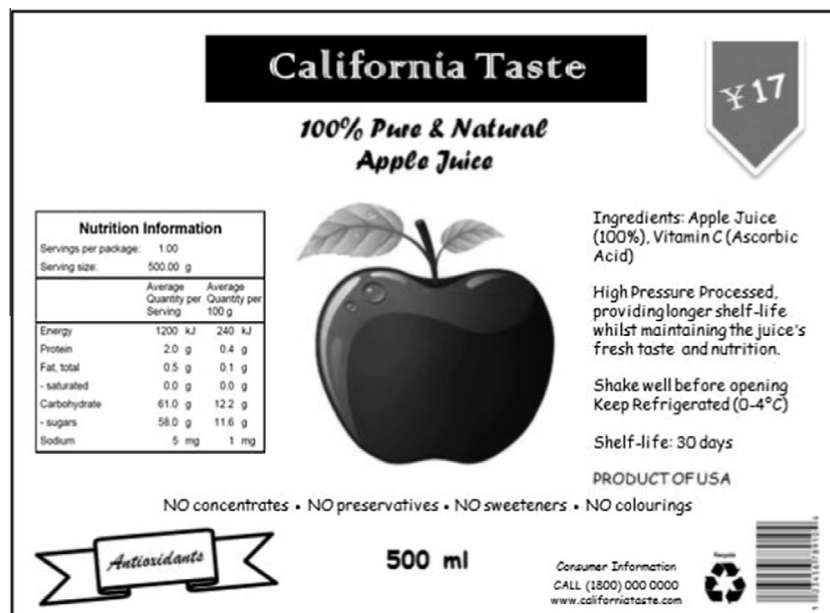 California Taste
¥ 17
100% Pure & Natural
Apple Juice
Nutrition Information
Servings per package: 1.00
Serving size: 500.00 g
Average Quantity per Serving Average Quantity per 100 g
Energy 1200 kJ 240 kJ
Protein 2.0 g 0.4 g
Fat, total 0.5 g 0.1 g
- saturated 0.0 g 0.0 g
Carbohydrate 61.0 g 12.2 g
- sugars 58.0 g 11.6 g
Sodium 5 mg 1 mg
Ingredients: Apple Juice
(100%), Vitamin C (Ascorbic
Acid)
High Pressure Processed,
providing longer shelf-life
whilst maintaining the juice's
fresh taste and nutrition.
Shake well before opening
Keep Refrigerated (0-4°C)
Shelf-life: 30 days
PRODUCT OF USA
NO concentrates • NO preservatives • NO sweeteners • NO colourings
Antioxidants
500 ml
Consumer Information
CALL (1800) 000 0000
www.californiataste.com
Recycle